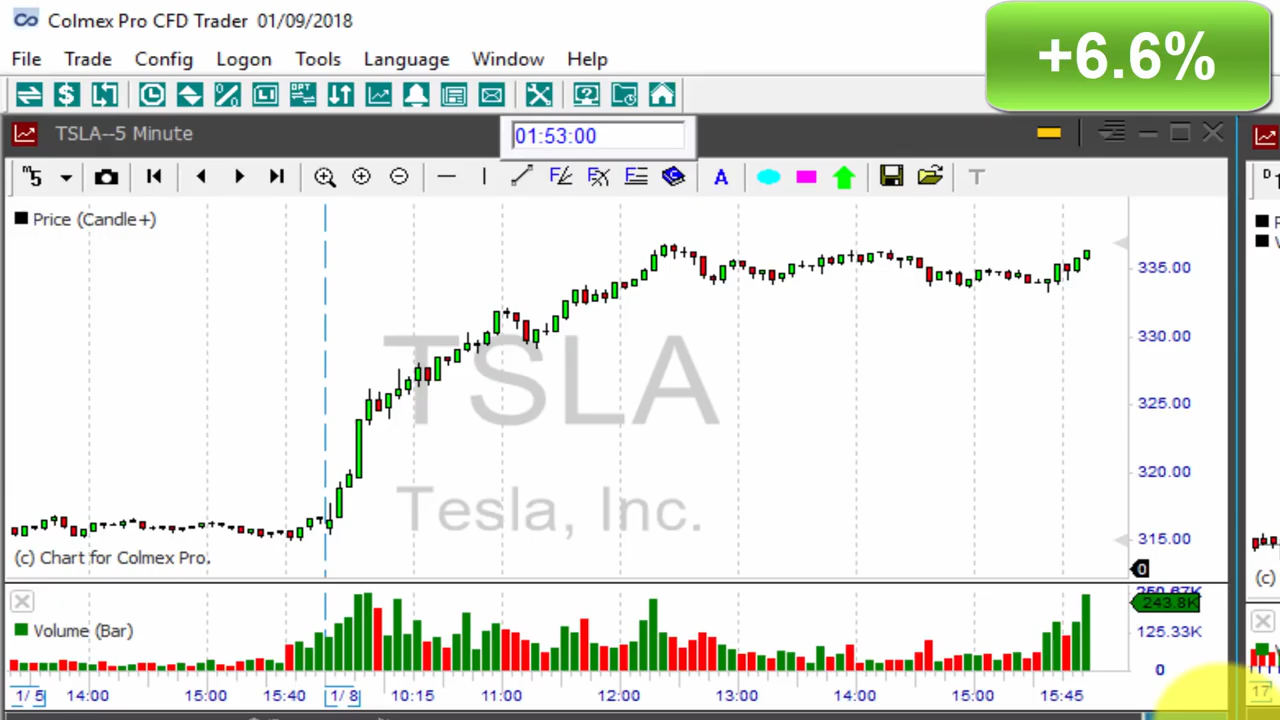 Colmex Pro CFD Trader 01/09/2018
+6.6%
File Trade Config Logon Tools Language Window Help
TSLA--5 Minute
01:53:00
m5
A
T
Price (Candle+)
335.00
330.00
TSLA
325.00
320.00
Tesla, Inc.
315.00
(c) Chart for Colmex Pro.
(c)
0
243.8K
Volume (Bar)
125.33K
0
1/ 5 14:00 15:00 15:40 1/ 8 10:15 11:00 12:00 13:00 14:00 15:00 15:45
17